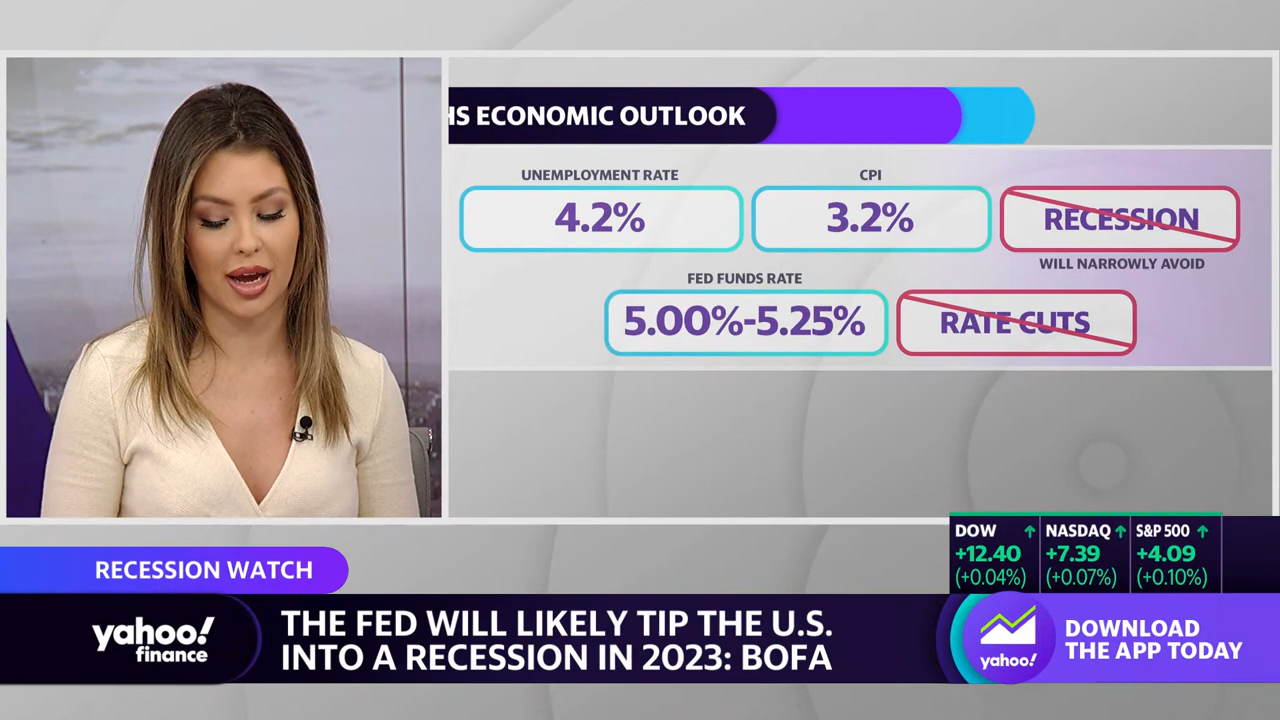 HS ECONOMIC OUTLOOK
UNEMPLOYMENT RATE
4.2%
CPI
3.2%
RECESSION
WILL NARROWLY AVOID
FED FUNDS RATE
5.00%-5.25%
RATE CUTS
DOW
+12.40
(+0.04%)
NASDAQ
+7.39
(+0.07%)
S&P 500
+4.09
(+0.10%)
RECESSION WATCH
yahoo!
finance
THE FED WILL LIKELY TIP THE U.S.
INTO A RECESSION IN 2023: BOFA
yahoo!
DOWNLOAD
THE APP TODAY